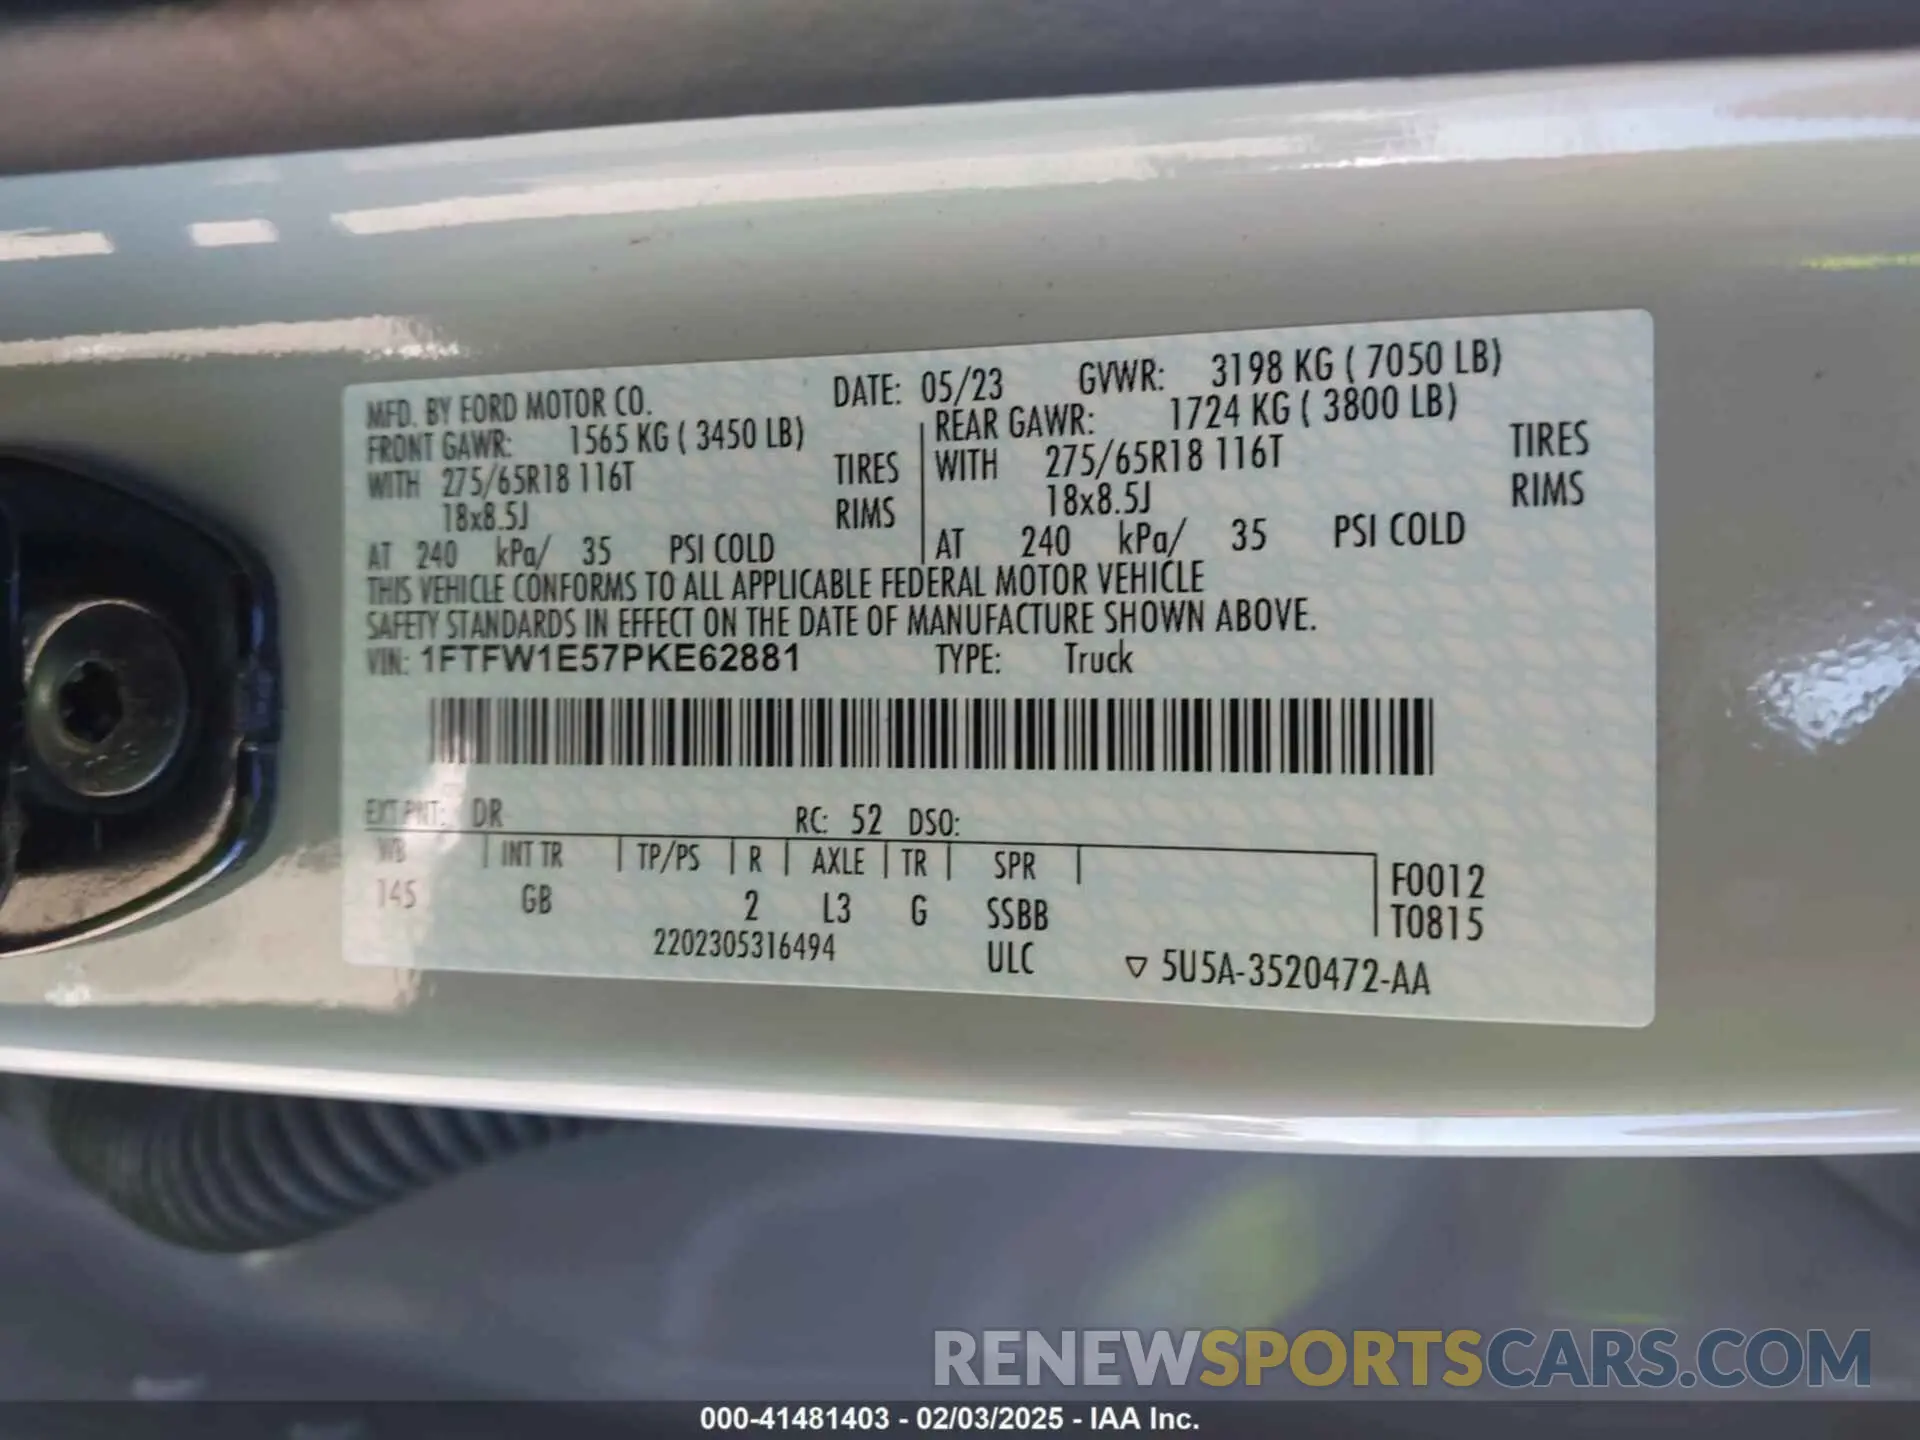 MFD. BY FORD MOTOR CO. DATE: 05/23 GVWR: 3198 KG ( 7050 LB)
FRONT GAWR: 1565 KG ( 3450 LB) REAR GAWR: 1724 KG ( 3800 LB)
WITH 275/65R18 116T TIRES WITH 275/65R18 116T TIRES
18x8.5J RIMS 18x8.5J RIMS
AT 240 kPa/ 35 PSI COLD AT 240 kPa/ 35 PSI COLD
THIS VEHICLE CONFORMS TO ALL APPLICABLE FEDERAL MOTOR VEHICLE
SAFETY STANDARDS IN EFFECT ON THE DATE OF MANUFACTURE SHOWN ABOVE.
VIN: 1FTFW1E57PKE62881 TYPE: Truck
EXT PNT: DR RC: 52 DSO:
WB INT TR TP/PS R AXLE TR SPR F0012
145 GB 2 L3 G SSBB T0815
2202305316494 ULC ▽ 5U5A-3520472-AA
RENEWSPORTSCARS.COM
000-41481403 - 02/03/2025 - IAA Inc.